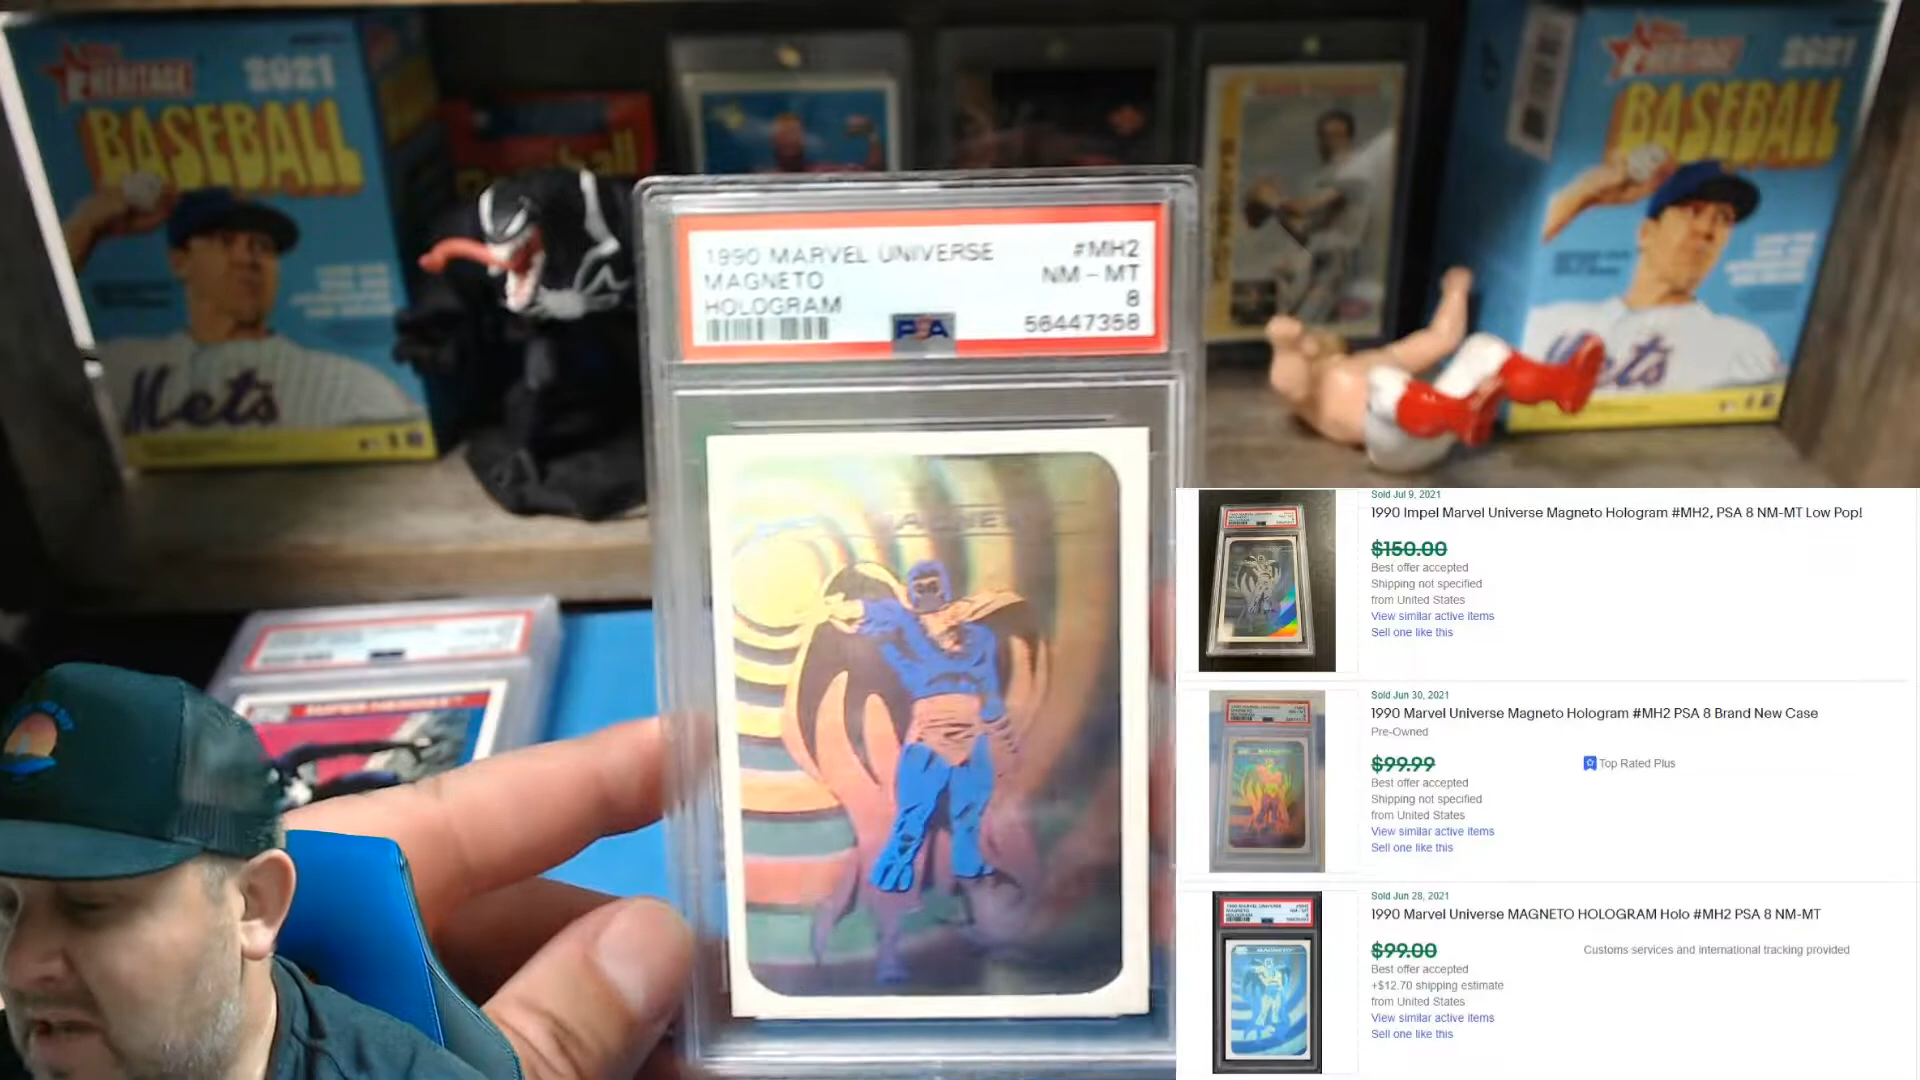 HERITAGE
2021
BASEBALL
Mets
HERITAGE
2021
BASEBALL
ets
1990 MARVEL UNIVERSE
#MH2
MAGNETO
NM - MT
HOLOGRAM
8
PSA
56447358
Sold Jul 9, 2021
1990 Impel Marvel Universe Magneto Hologram #MH2, PSA 8 NM-MT Low Pop!
$150.00
Best offer accepted
Shipping not specified
from United States
View similar active items
Sell one like this
Sold Jun 30, 2021
1990 Marvel Universe Magneto Hologram #MH2 PSA 8 Brand New Case
Pre-Owned
$99.99
Top Rated Plus
Best offer accepted
Shipping not specified
from United States
View similar active items
Sell one like this
Sold Jun 28, 2021
1990 Marvel Universe MAGNETO HOLOGRAM Holo #MH2 PSA 8 NM-MT
$99.00
Customs services and international tracking provided
Best offer accepted
+$12.70 shipping estimate
from United States
View similar active items
Sell one like this